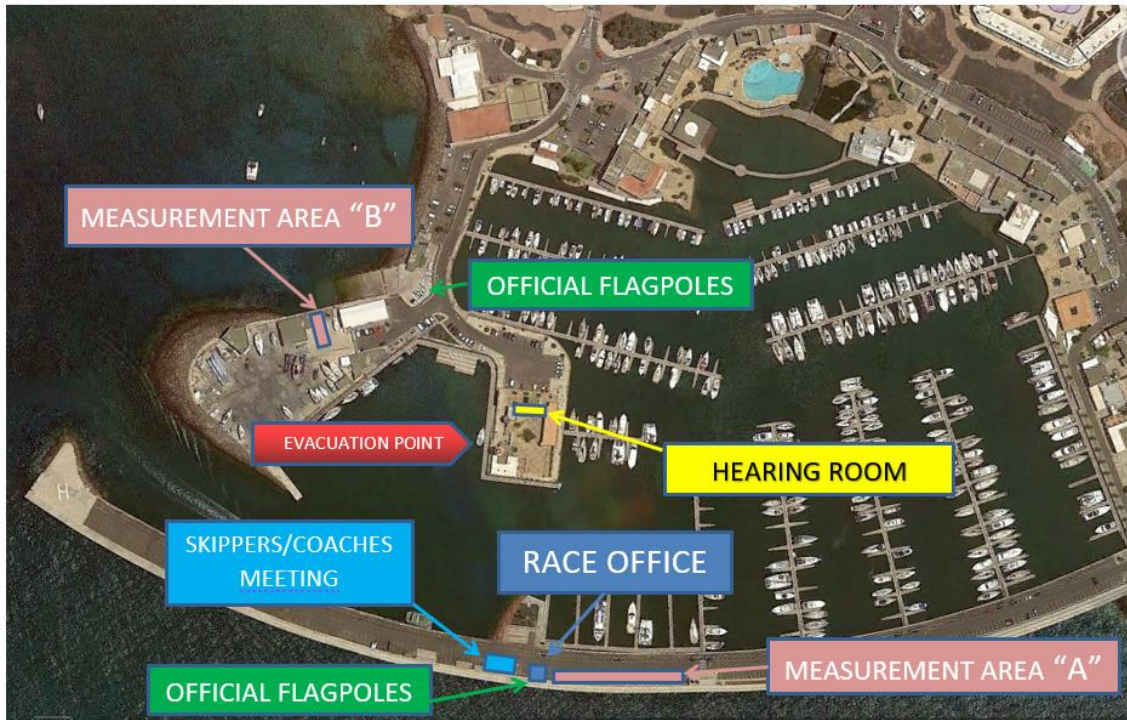 MEASUREMENT AREA “B”
OFFICIAL FLAGPOLES
EVACUATION POINT
HEARING ROOM
H
SKIPPERS/COACHES
MEETING
RACE OFFICE
MEASUREMENT AREA “A”
OFFICIAL FLAGPOLES